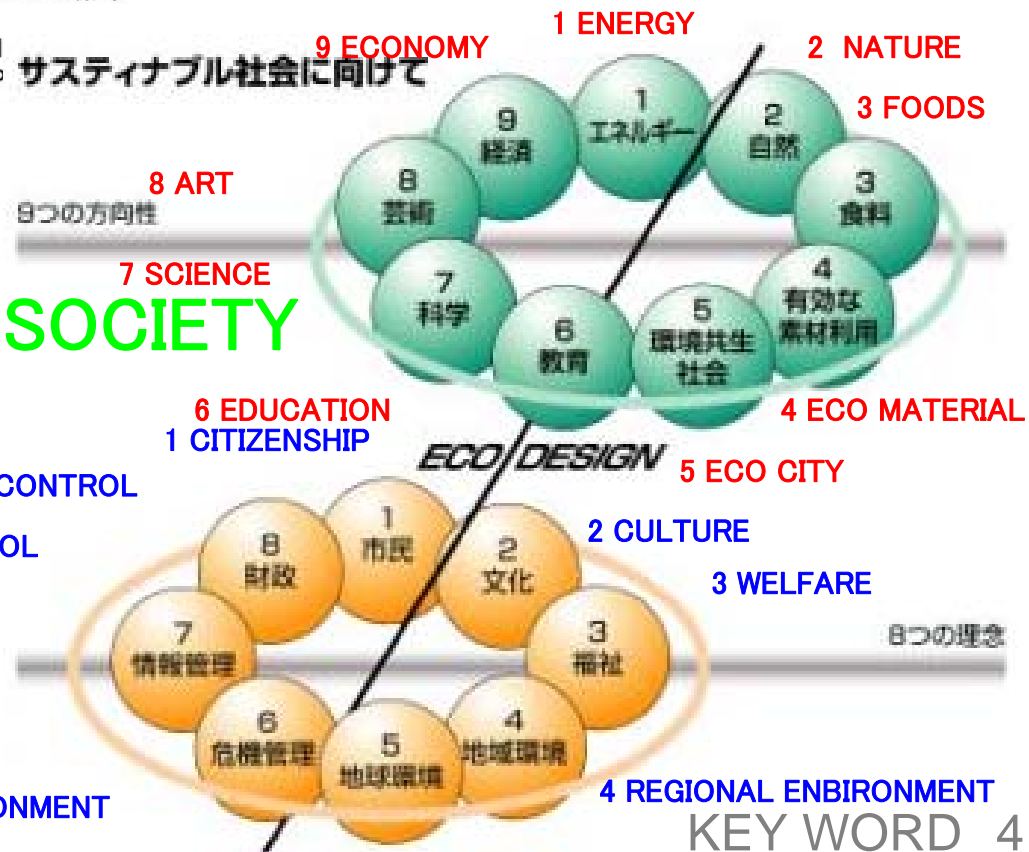 1 ENERGY
9 ECONOMY
2 NATURE
サスティナブル社会に向けて
3 FOODS
1
エネルギー
2
自然
9
経済
8
芸術
3
食料
8 ART
9つの方向性
7 SCIENCE
SOCIETY
7
科学
4
有効な
素材利用
6
教育
5
環境共生
社会
6 EDUCATION
4 ECO MATERIAL
1 CITIZENSHIP
ECO DESIGN
5 ECO CITY
CONTROL
OL
2 CULTURE
3 WELFARE
1
市民
8
財政
2
文化
8つの理念
7
情報管理
3
福祉
6
危機管理
5
地球環境
4
地域環境
ONMENT
4 REGIONAL ENBIRONMENT
KEY WORD 4